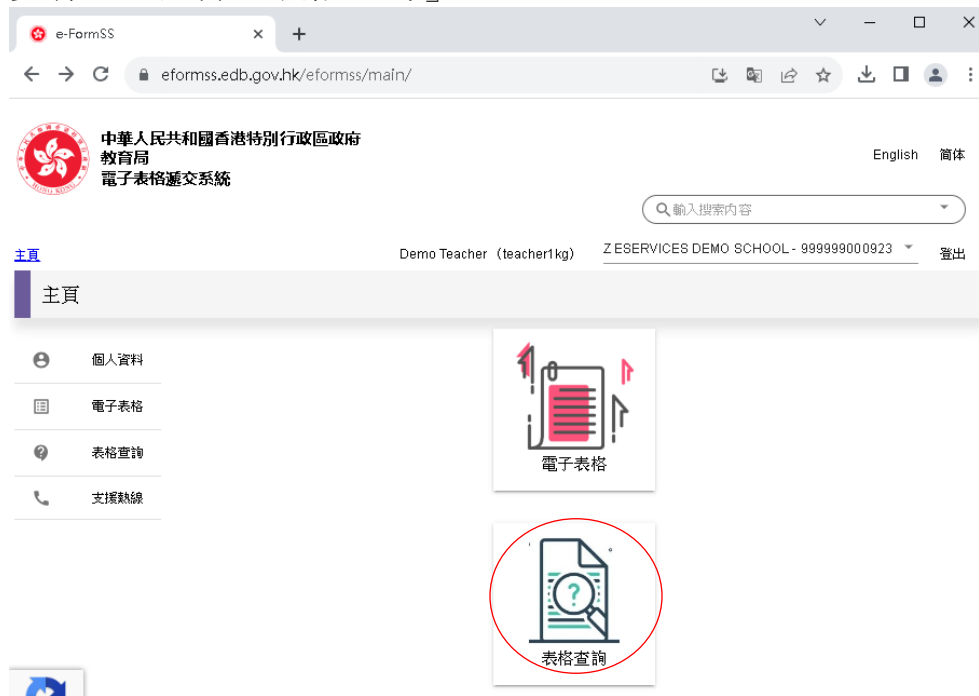 e-FormSS
eformss.edb.gov.hk/eformss/main/
中華人民共和國香港特別行政區政府
教育局
電子表格遞交系統
English 简体
輸入搜索內容
主頁 Demo Teacher (teacher1kg) Z ESERVICES DEMO SCHOOL - 999999000923 登出
主頁
個人資料
電子表格
表格查詢
支援熱線
電子表格
表格查詢